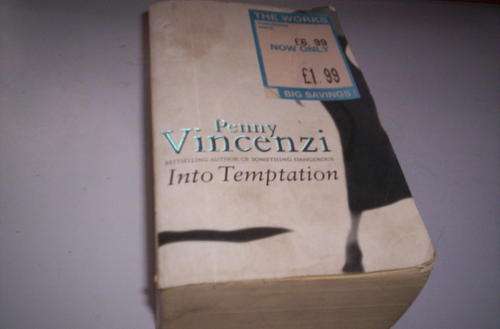 THE WORKS
£6.99
NOW ONLY
£1.99
BIG SAVINGS!
Penny
Vincenzi
BESTSELLING AUTHOR OF SOMETHING DANGEROUS
Into Temptation